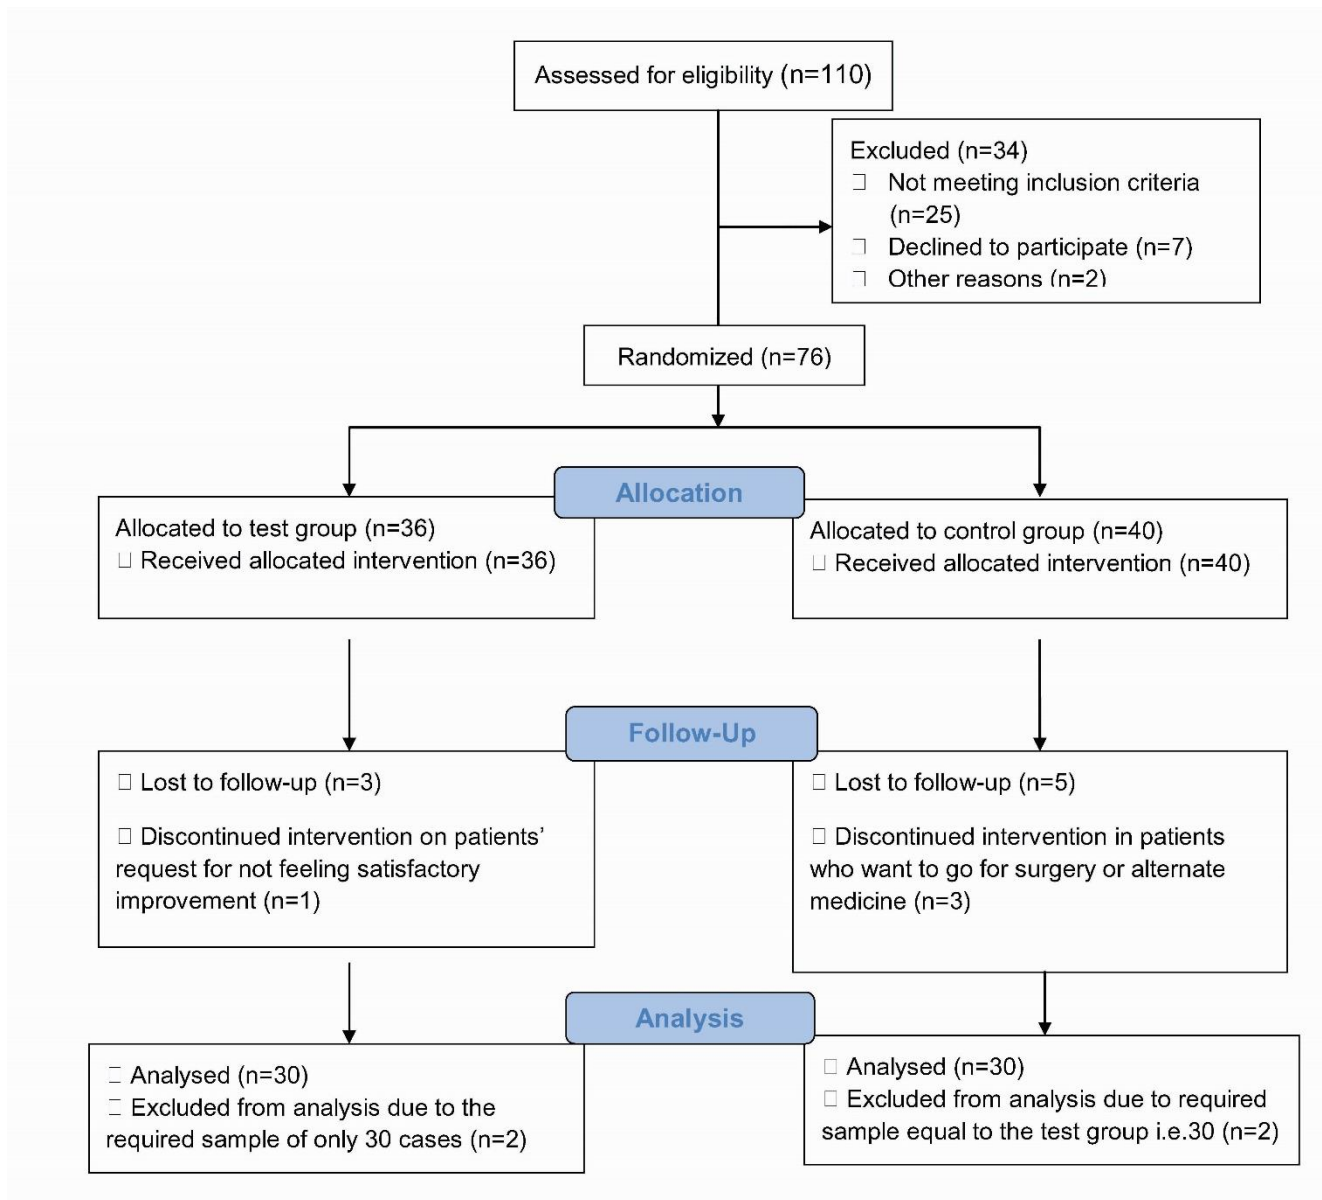 Assessed for eligibility (n=110)
Excluded (n=34)
Not meeting inclusion criteria
(n=25)
Declined to participate (n=7)
Other reasons (n=2)
Randomized (n=76)
Allocation
Allocated to test group (n=36)
Received allocated intervention (n=36)
Allocated to control group (n=40)
Received allocated intervention (n=40)
Follow-Up
Lost to follow-up (n=3)
Discontinued intervention on patients’
request for not feeling satisfactory
improvement (n=1)
Lost to follow-up (n=5)
Discontinued intervention in patients
who want to go for surgery or alternate
medicine (n=3)
Analysis
Analysed (n=30)
Excluded from analysis due to the
required sample of only 30 cases (n=2)
Analysed (n=30)
Excluded from analysis due to required
sample equal to the test group i.e.30 (n=2)